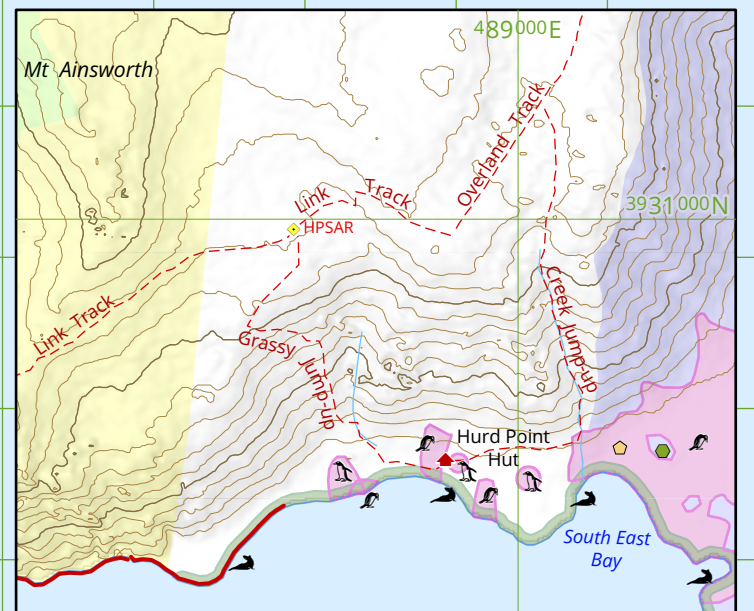 489000E
Mt Ainsworth
Overland Track
Link Track
3931000N
HPSAR
Link Track
Creek Jump-up
Grassy Jump-up
Hurd Point
Hut
South East
Bay